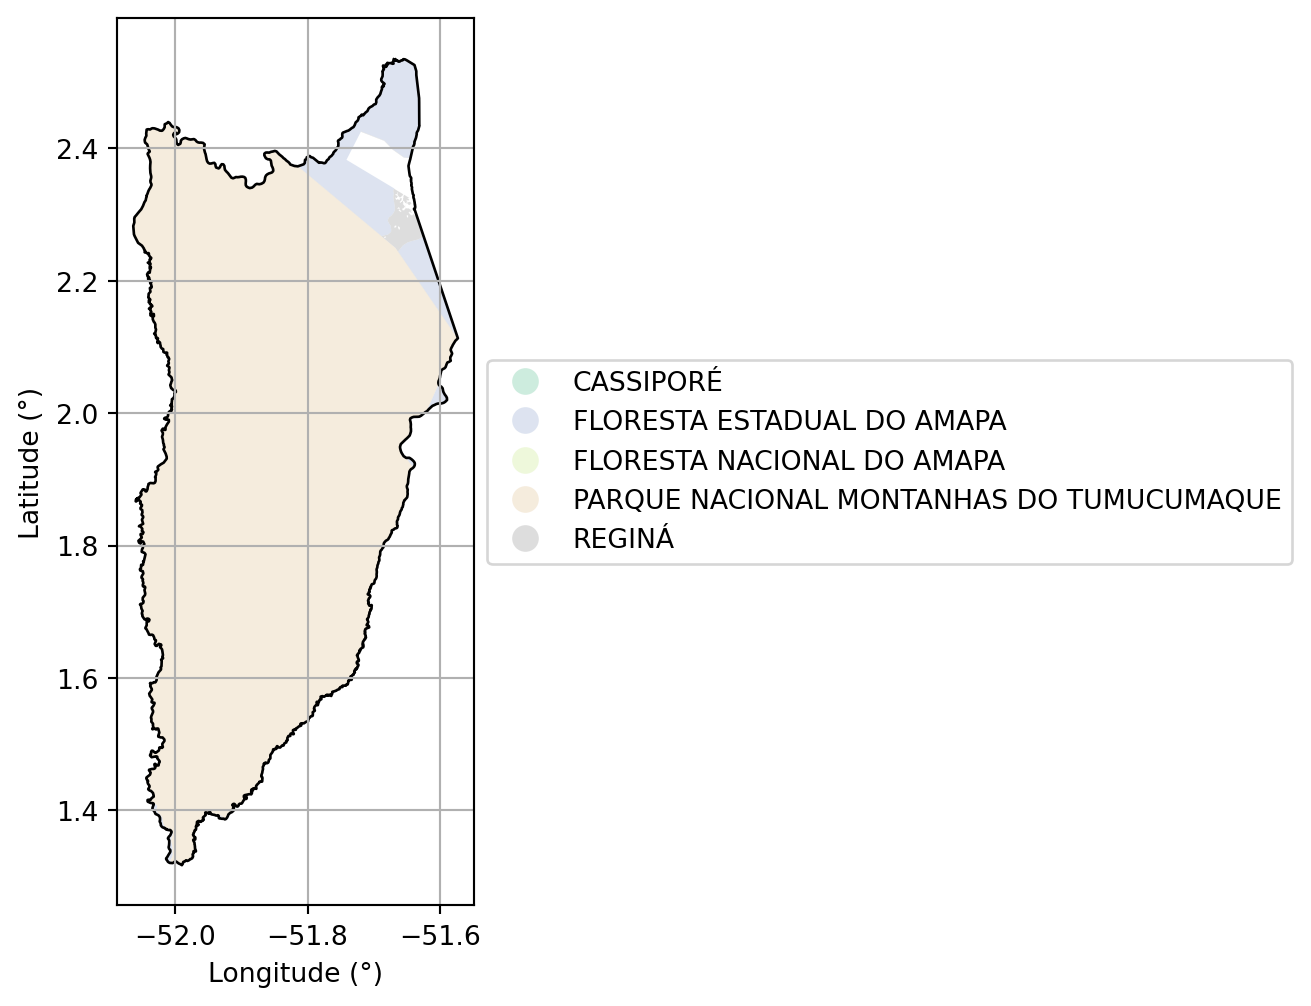 2.4
2.2
2.0
1.8
1.6
1.4
Latitude (°)
−52.0 −51.8 −51.6
Longitude (°)
CASSIPORÉ
FLORESTA ESTADUAL DO AMAPA
FLORESTA NACIONAL DO AMAPA
PARQUE NACIONAL MONTANHAS DO TUMUCUMAQUE
REGINÁ